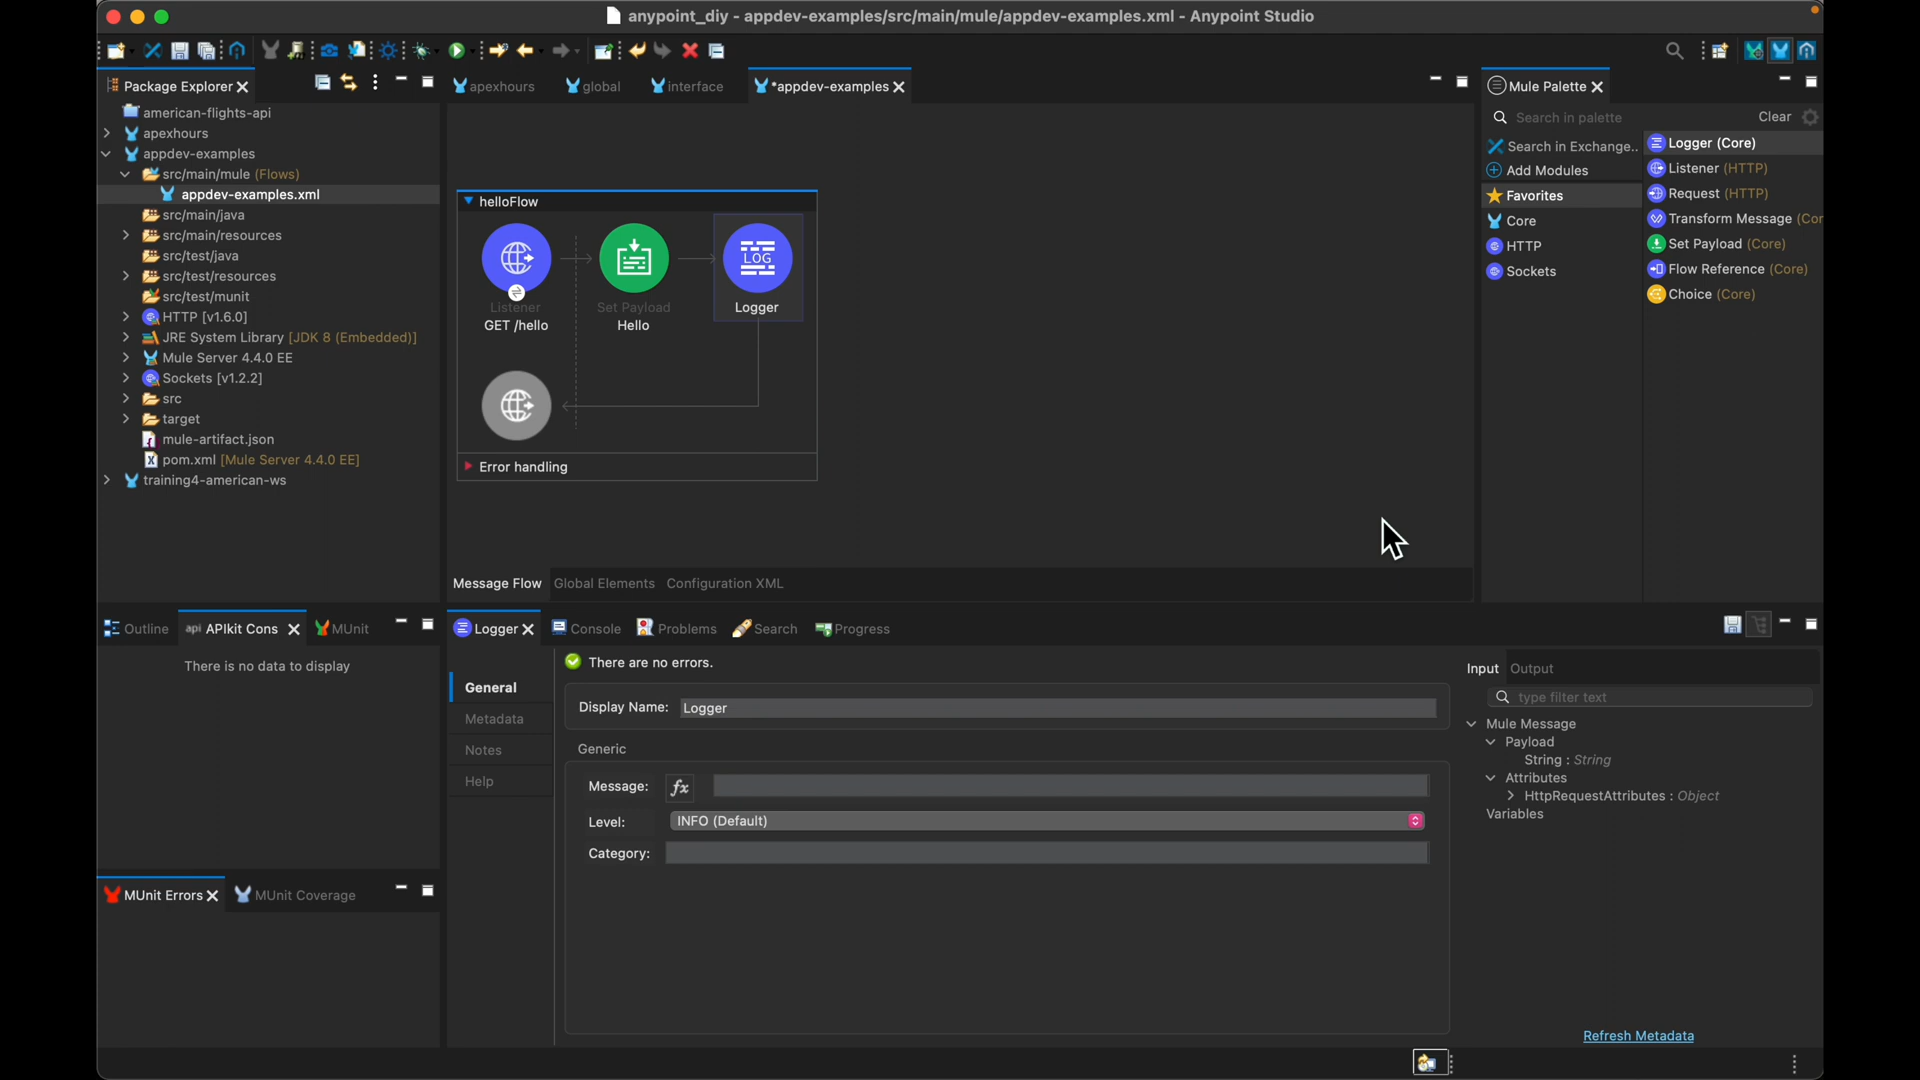 anypoint_diy - appdev-examples/src/main/mule/appdev-examples.xml - Anypoint Studio
Package Explorer
american-flights-api
apexhours
appdev-examples
src/main/mule (Flows)
appdev-examples.xml
src/main/java
src/main/resources
src/test/java
src/test/resources
src/test/munit
HTTP [v1.6.0]
JRE System Library [JDK 8 (Embedded)]
Mule Server 4.4.0 EE
Sockets [v1.2.2]
src
target
mule-artifact.json
pom.xml [Mule Server 4.4.0 EE]
training4-american-ws
apexhours
global
interface
*appdev-examples
helloFlow
LOG
Listener
GET /hello
Set Payload
Hello
Logger
Error handling
Message Flow
Global Elements
Configuration XML
Mule Palette
Search in palette
Clear
Search in Exchange..
Add Modules
Favorites
Core
HTTP
Sockets
Logger (Core)
Listener (HTTP)
Request (HTTP)
Transform Message (Cor
Set Payload (Core)
Flow Reference (Core)
Choice (Core)
Outline
api APIkit Cons
MUnit
There is no data to display
MUnit Errors
MUnit Coverage
Logger
Console
Problems
Search
Progress
General
Metadata
Notes
Help
There are no errors.
Display Name: Logger
Generic
Message: fx
Level: INFO (Default)
Category:
Input
Output
type filter text
Mule Message
Payload
String : String
Attributes
HttpRequestAttributes : Object
Variables
Refresh Metadata